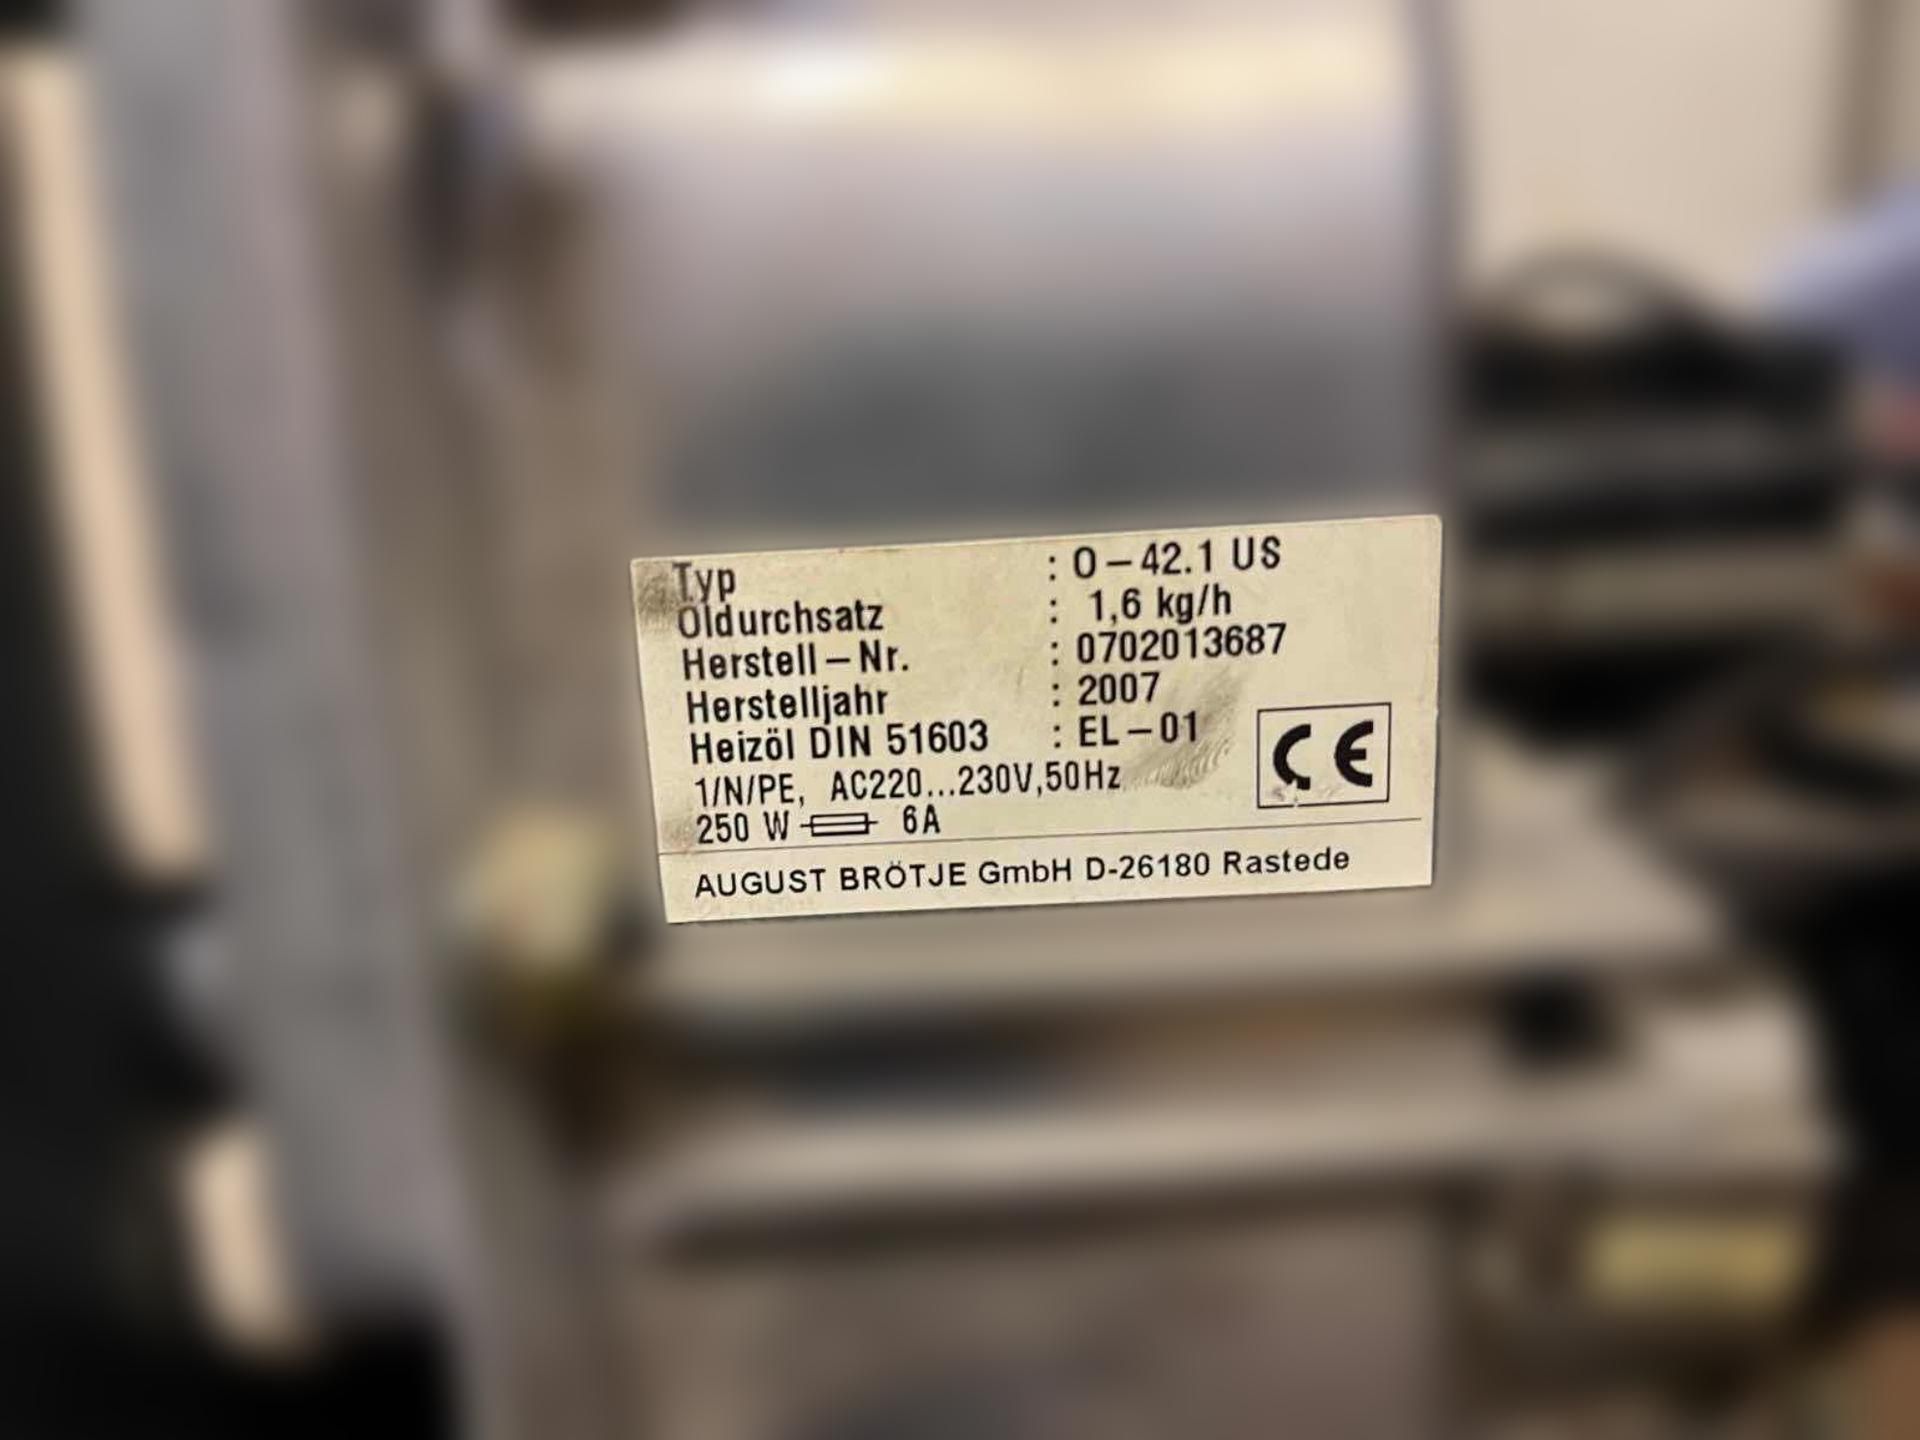 Typ : O-42.1 US
Öldurchsatz : 1,6 kg/h
Herstell-Nr. : 0702013687
Herstelljahr : 2007
Heizöl DIN 51603 : EL-01
1/N/PE, AC220...230V,50Hz
250 W 6A
CE
AUGUST BRÖTJE GmbH D-26180 Rastede